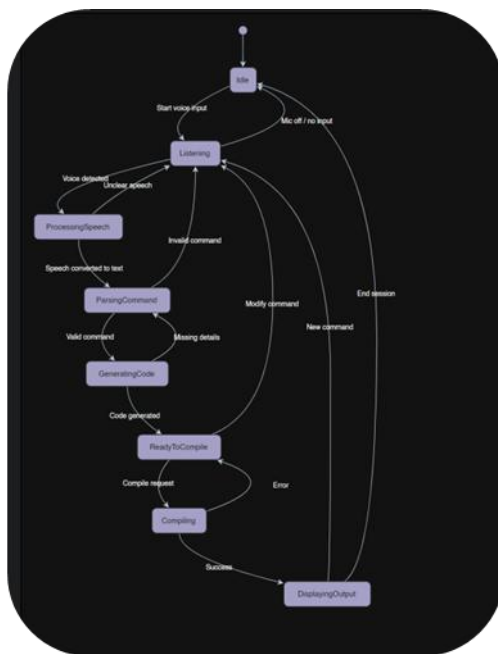 Idle
Start voice input
Mic off / no input
Listening
Voice detected
Unclear speech
ProcessingSpeech
Invalid command
Speech converted to text
ParsingCommand
End session
Modify command
New command
Valid command
Missing details
GeneratingCode
Code generated
ReadyToCompile
Compile request
Error
Compiling
Success
DisplayingOutput